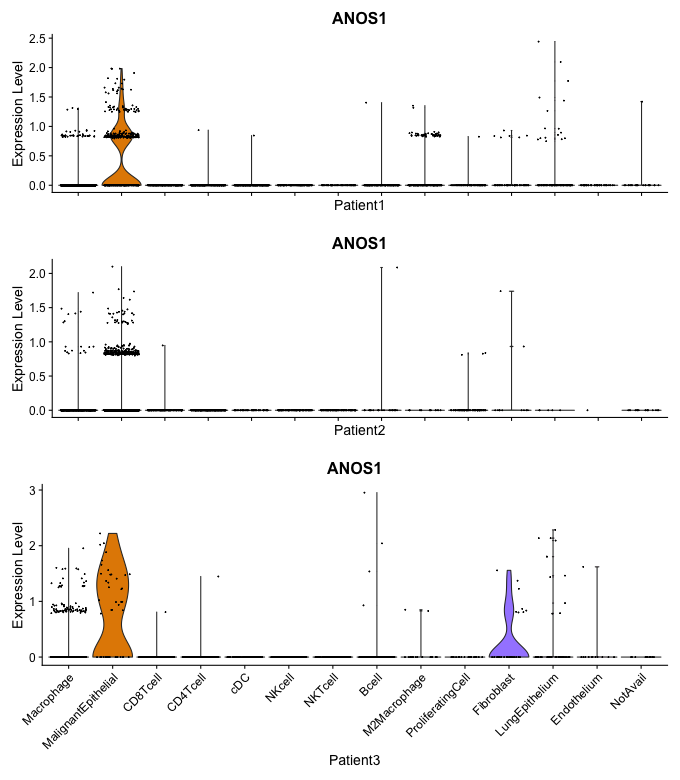 ANOS1
Expression Level
2.5
2.0
1.5
1.0
0.5
0.0
Patient1
ANOS1
Expression Level
2.0
1.5
1.0
0.5
0.0
Patient2
ANOS1
Expression Level
3
2
1
0
Macrophage
MalignantEpithelial
CD8Tcell
CD4Tcell
cDC
NKcell
NKTcell
Bcell
M2Macrophage
ProliferatingCell
Fibroblast
LungEpithelium
Endothelium
NotAvail
Patient3